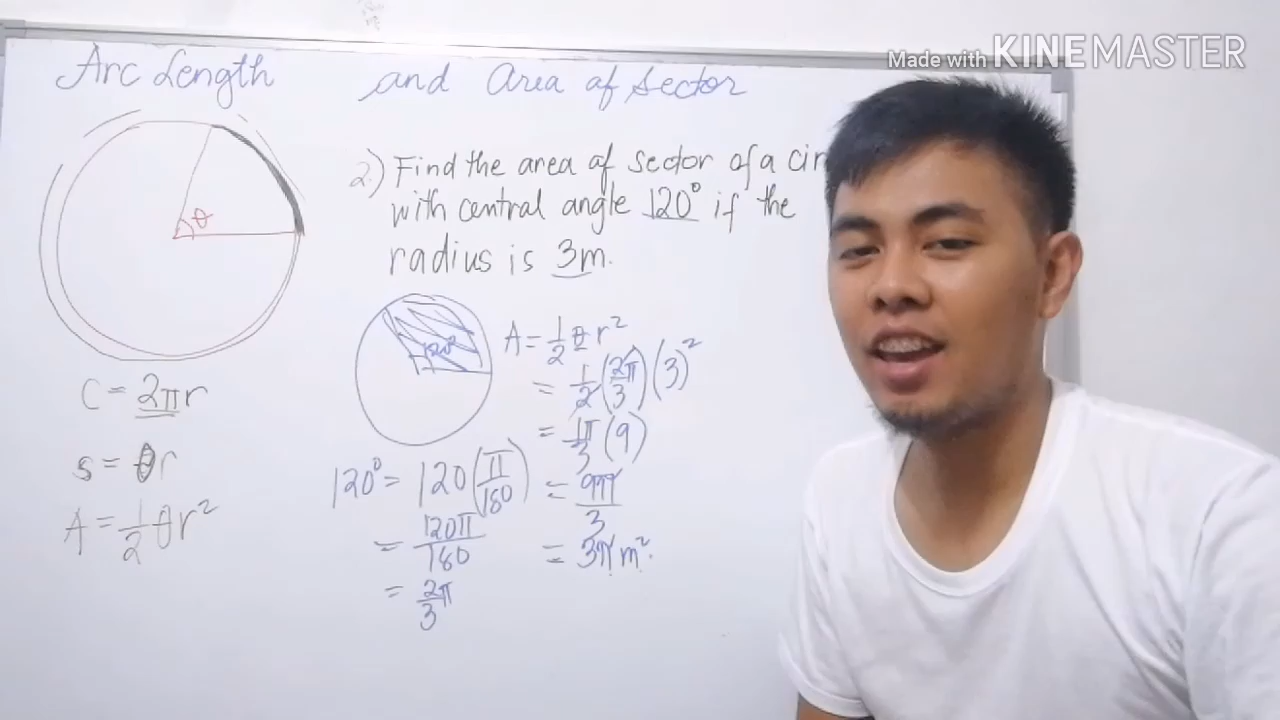 Made with KINEMASTER
Arc Length and Area of Sector
θ
C = 2πr
s = θr
A = 1/2 θr²
2.) Find the area of sector of a cir
with central angle 120° if the
radius is 3m.
120°
120° = 120(π/180)
= 120π/180
= 2π/3
A = 1/2 θ r²
= 1/2 (2π/3)(3)²
= 1π/3 (9)
= 9π/3
= 3π m².